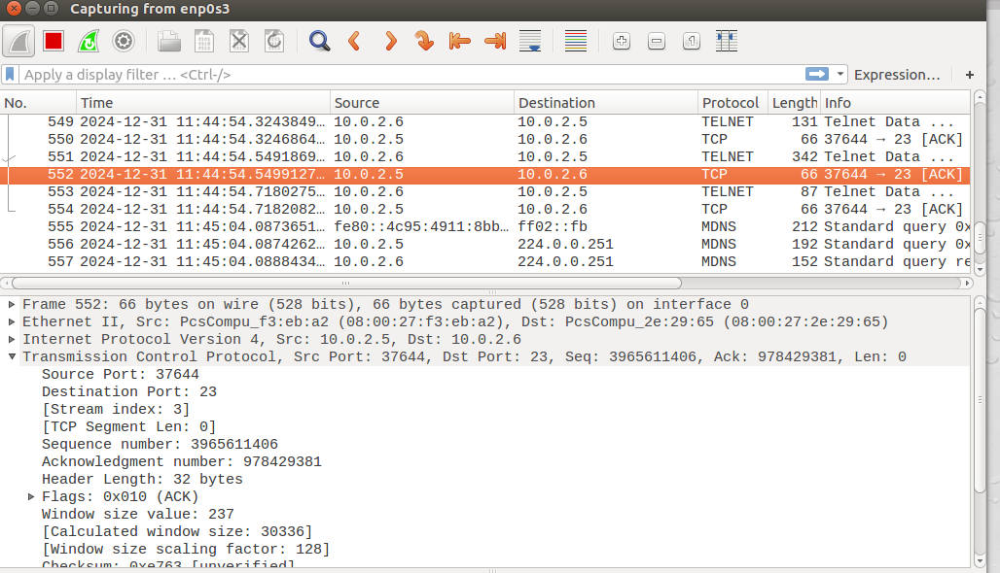 Capturing from enp0s3
Apply a display filter … <Ctrl-/>
Expression…
+
No. Time Source Destination Protocol Length Info
549 2024-12-31 11:44:54.3243849… 10.0.2.6 10.0.2.5 TELNET 131 Telnet Data ...
550 2024-12-31 11:44:54.3246864… 10.0.2.5 10.0.2.6 TCP 66 37644 → 23 [ACK]
551 2024-12-31 11:44:54.5491869… 10.0.2.6 10.0.2.5 TELNET 342 Telnet Data ...
552 2024-12-31 11:44:54.5499127… 10.0.2.5 10.0.2.6 TCP 66 37644 → 23 [ACK]
553 2024-12-31 11:44:54.7180275… 10.0.2.6 10.0.2.5 TELNET 87 Telnet Data ...
554 2024-12-31 11:44:54.7182082… 10.0.2.5 10.0.2.6 TCP 66 37644 → 23 [ACK]
555 2024-12-31 11:45:04.0873651… fe80::4c95:4911:8bb… ff02::fb MDNS 212 Standard query 0x
556 2024-12-31 11:45:04.0874262… 10.0.2.5 224.0.0.251 MDNS 192 Standard query 0x
557 2024-12-31 11:45:04.0888434… 10.0.2.6 224.0.0.251 MDNS 152 Standard query re
Frame 552: 66 bytes on wire (528 bits), 66 bytes captured (528 bits) on interface 0
Ethernet II, Src: PcsCompu_f3:eb:a2 (08:00:27:f3:eb:a2), Dst: PcsCompu_2e:29:65 (08:00:27:2e:29:65)
Internet Protocol Version 4, Src: 10.0.2.5, Dst: 10.0.2.6
Transmission Control Protocol, Src Port: 37644, Dst Port: 23, Seq: 3965611406, Ack: 978429381, Len: 0
Source Port: 37644
Destination Port: 23
[Stream index: 3]
[TCP Segment Len: 0]
Sequence number: 3965611406
Acknowledgment number: 978429381
Header Length: 32 bytes
Flags: 0x010 (ACK)
Window size value: 237
[Calculated window size: 30336]
[Window size scaling factor: 128]
Checksum: 0xe763 [unverified]